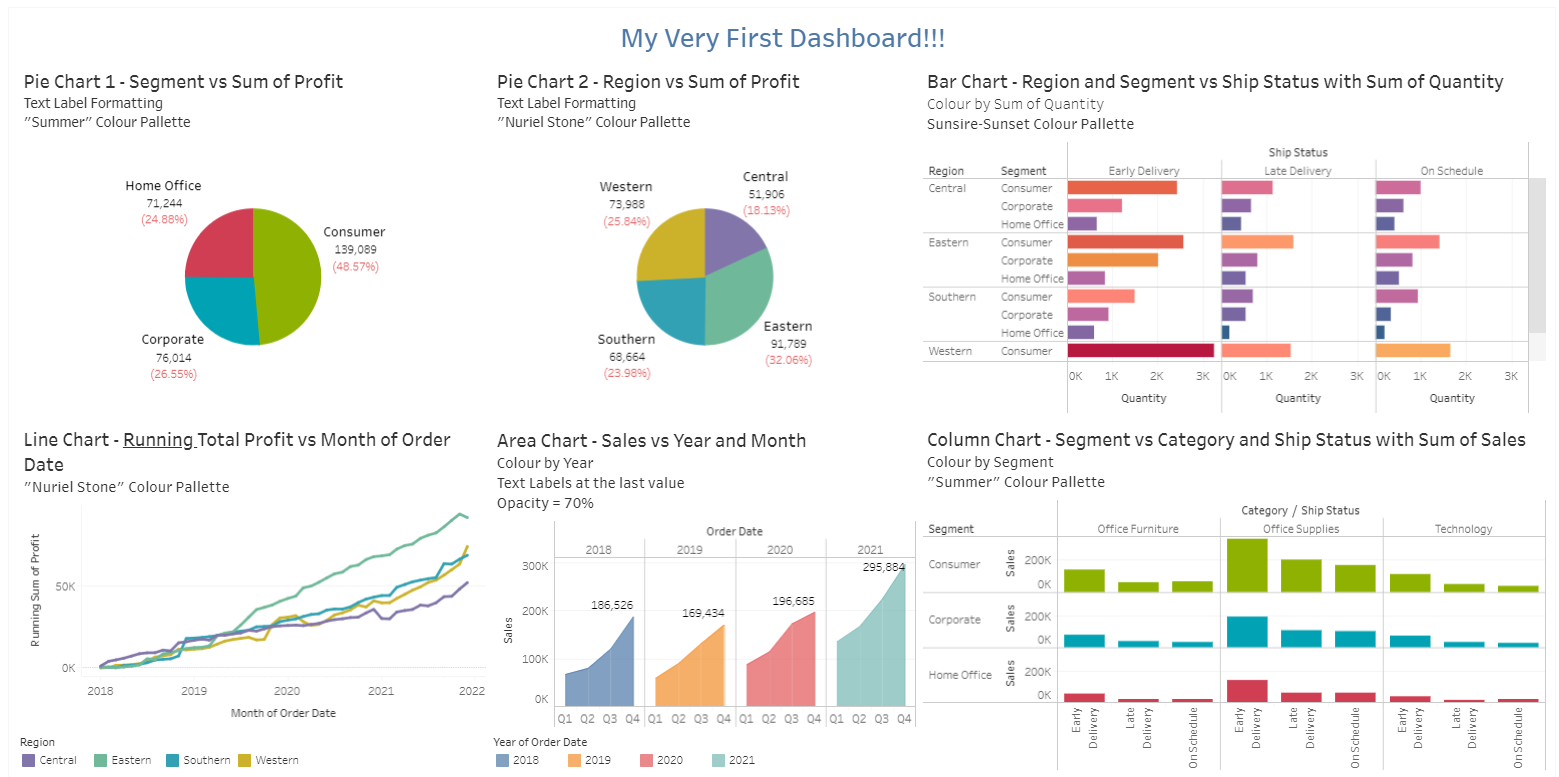 My Very First Dashboard!!!
Pie Chart 1 - Segment vs Sum of Profit
Text Label Formatting
"Summer" Colour Pallette
Home Office
71,244
(24.88%)
Consumer
139,089
(48.57%)
Corporate
76,014
(26.55%)
Pie Chart 2 - Region vs Sum of Profit
Text Label Formatting
"Nuriel Stone" Colour Pallette
Western
73,988
(25.84%)
Central
51,906
(18.13%)
Southern
68,664
(23.98%)
Eastern
91,789
(32.06%)
Bar Chart - Region and Segment vs Ship Status with Sum of Quantity
Colour by Sum of Quantity
Sunsire-Sunset Colour Pallette
Ship Status
Region Segment Early Delivery Late Delivery On Schedule
Central Consumer
Corporate
Home Office
Eastern Consumer
Corporate
Home Office
Southern Consumer
Corporate
Home Office
Western Consumer
0K 1K 2K 3K 0K 1K 2K 3K 0K 1K 2K 3K
Quantity Quantity Quantity
Line Chart - Running Total Profit vs Month of Order
Date
"Nuriel Stone" Colour Pallette
Running Sum of Profit
50K
0K
2018 2019 2020 2021 2022
Month of Order Date
Region
Central Eastern Southern Western
Area Chart - Sales vs Year and Month
Colour by Year
Text Labels at the last value
Opacity = 70%
Order Date
2018 2019 2020 2021
Sales
300K
200K
100K
0K
186,526
169,434
196,685
295,884
Q1 Q2 Q3 Q4 Q1 Q2 Q3 Q4 Q1 Q2 Q3 Q4 Q1 Q2 Q3 Q4
Year of Order Date
2018 2019 2020 2021
Column Chart - Segment vs Category and Ship Status with Sum of Sales
Colour by Segment
"Summer" Colour Pallette
Category / Ship Status
Segment Office Furniture Office Supplies Technology
Consumer Sales 200K
0K
Corporate Sales 200K
0K
Home Office Sales 200K
0K
Early Delivery Late Delivery On Schedule Early Delivery Late Delivery On Schedule Early Delivery Late Delivery On Schedule